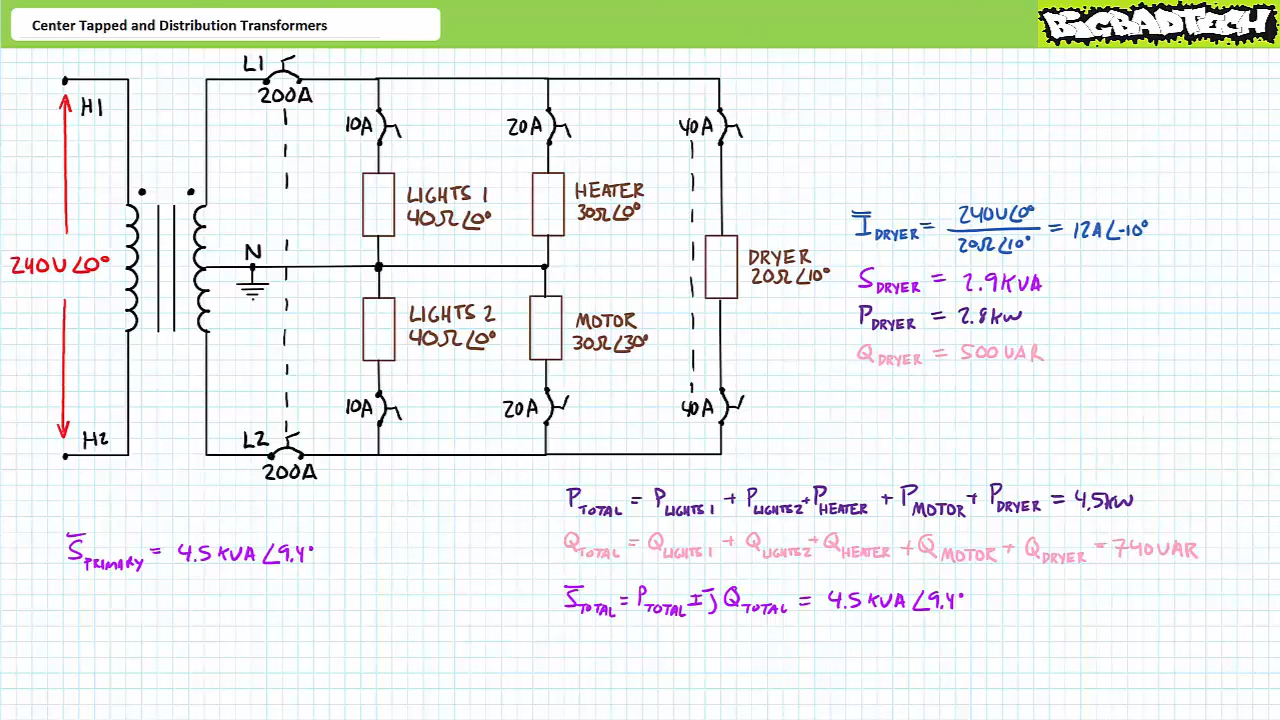 Center Tapped and Distribution Transformers
BIGBADTECH
L1
200A
H1
10A
20A
40A
LIGHTS 1
40Ω∠0°
HEATER
30Ω∠0°
240V∠0°
N
DRYER
20Ω∠10°
LIGHTS 2
40Ω∠0°
MOTOR
30Ω∠30°
10A
20A
40A
H2
L2
200A
I̅ DRYER = 240V∠0° / 20Ω∠10° = 12A∠-10°
S DRYER = 2.9KVA
P DRYER = 2.8KW
Q DRYER = 500VAR
P TOTAL = P LIGHTS 1 + P LIGHTS 2 + P HEATER + P MOTOR + P DRYER = 4.5KW
Q TOTAL = Q LIGHTS 1 + Q LIGHTS 2 + Q HEATER + Q MOTOR + Q DRYER = 740VAR
S̅ PRIMARY = 4.5KVA∠9.4°
S̅ TOTAL = P TOTAL ± j Q TOTAL = 4.5KVA∠9.4°